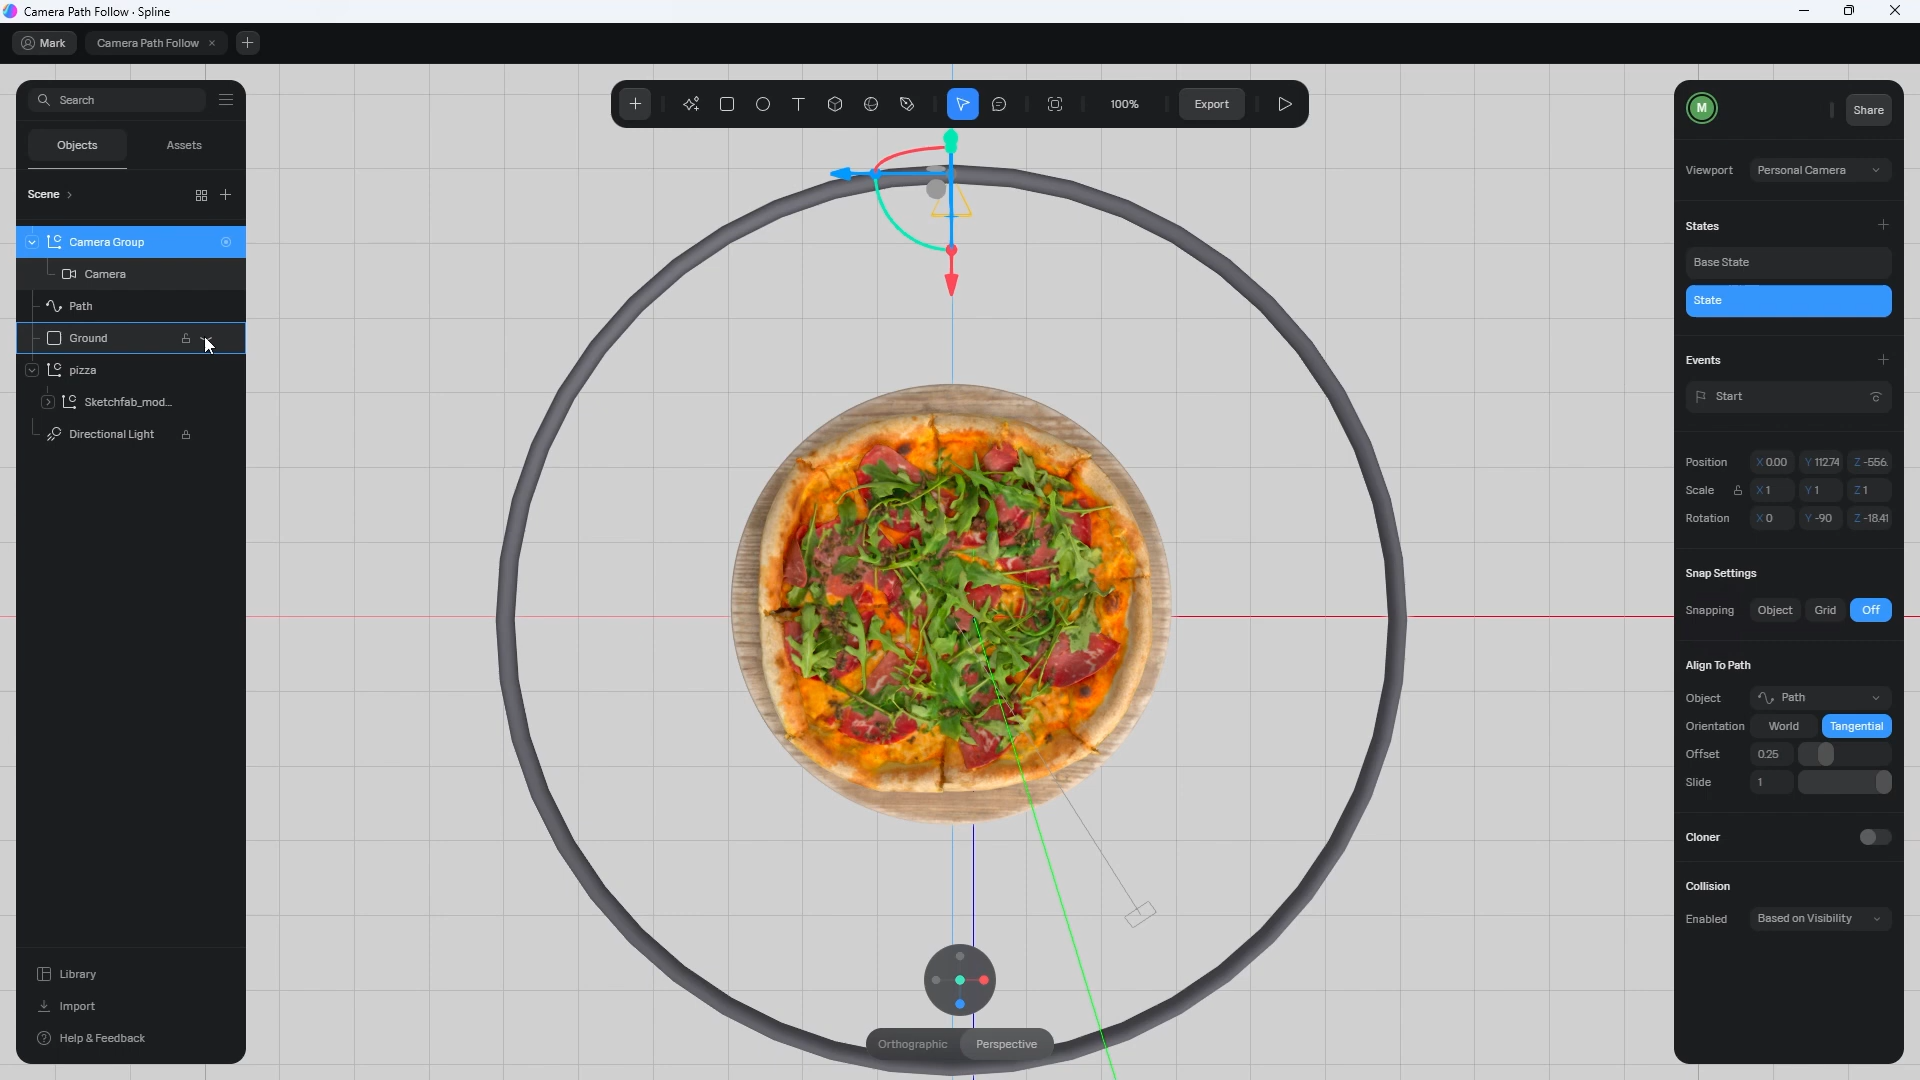 Camera Path Follow - Spline
Mark
Camera Path Follow
Search
100%
Export
M
Share
Objects
Assets
Viewport
Personal Camera
Scene
States
Camera Group
Base State
Camera
State
Path
Ground
Events
pizza
Start
Sketchfab_mod...
Directional Light
Position X 0.00 Y 112.74 Z -556.
Scale X 1 Y 1 Z 1
Rotation X 0 Y -90 Z -18.41
Snap Settings
Snapping Object Grid Off
Align To Path
Object Path
Orientation World Tangential
Offset 0.25
Slide 1
Cloner
Collision
Enabled Based on Visibility
Library
Import
Help & Feedback
Orthographic
Perspective